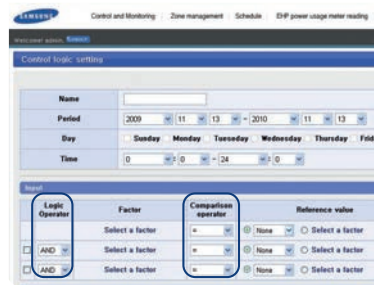 SAMSUNG Control and Monitoring Zone management Schedule EHP power usage meter reading
Welcome! admin
Control logic setting
Name
Period 2009 11 13 ~ 2010 11 13
Day Sunday Monday Tuesday Wednesday Thursday Frid
Time 0 : 0 ~ 24 : 0
Input
Logic Operator Factor Comparison operator Reference value
Select a factor = None Select a factor
AND Select a factor = None Select a factor
AND Select a factor = None Select a factor